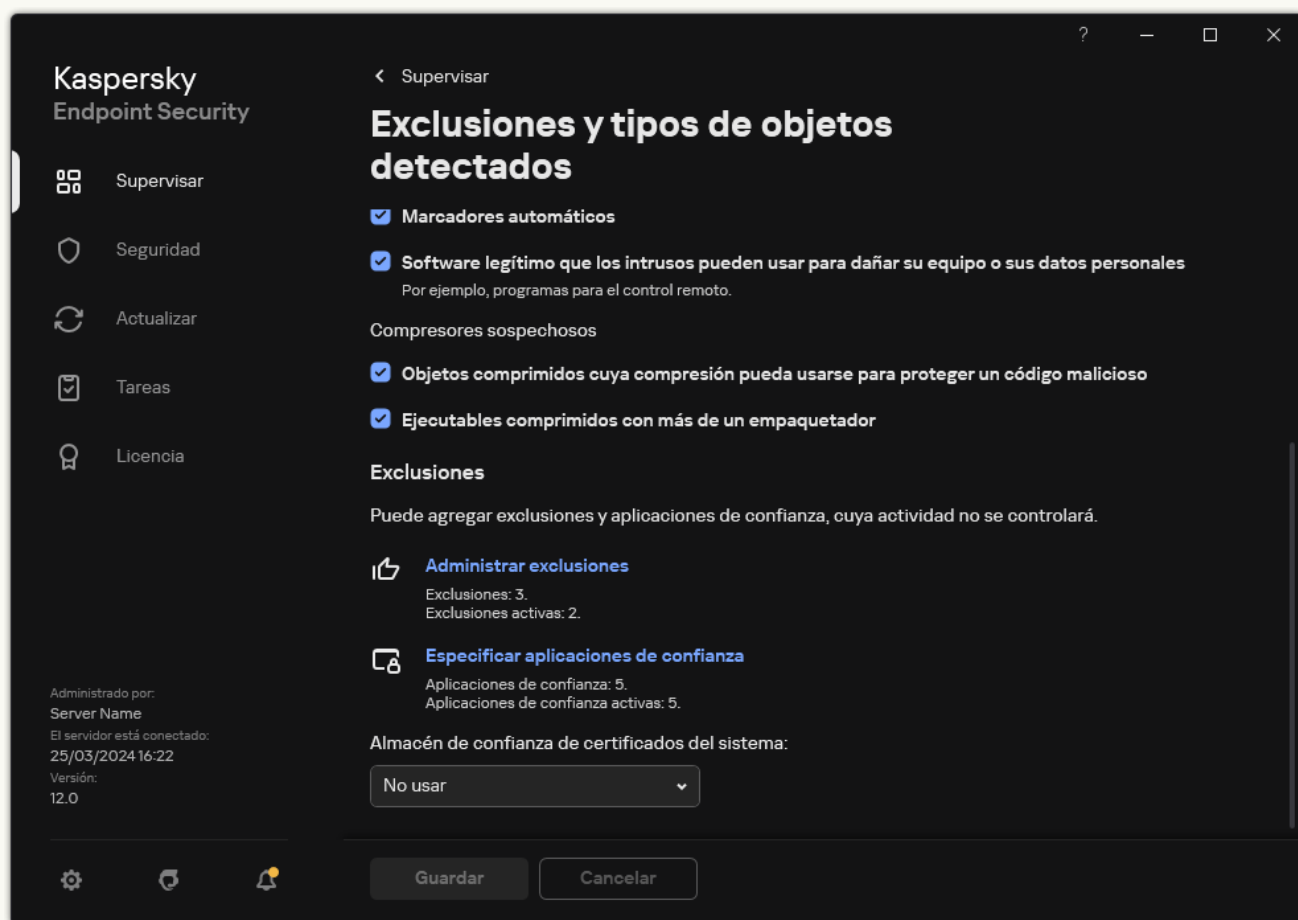 ?
Kaspersky
Endpoint Security
Supervisar
Seguridad
Actualizar
Tareas
Licencia
Administrado por:
Server Name
El servidor está conectado:
25/03/2024 16:22
Versión:
12.0
Supervisar
Exclusiones y tipos de objetos
detectados
Marcadores automáticos
Software legítimo que los intrusos pueden usar para dañar su equipo o sus datos personales
Por ejemplo, programas para el control remoto.
Compresores sospechosos
Objetos comprimidos cuya compresión pueda usarse para proteger un código malicioso
Ejecutables comprimidos con más de un empaquetador
Exclusiones
Puede agregar exclusiones y aplicaciones de confianza, cuya actividad no se controlará.
Administrar exclusiones
Exclusiones: 3.
Exclusiones activas: 2.
Especificar aplicaciones de confianza
Aplicaciones de confianza: 5.
Aplicaciones de confianza activas: 5.
Almacén de confianza de certificados del sistema:
No usar
Guardar
Cancelar